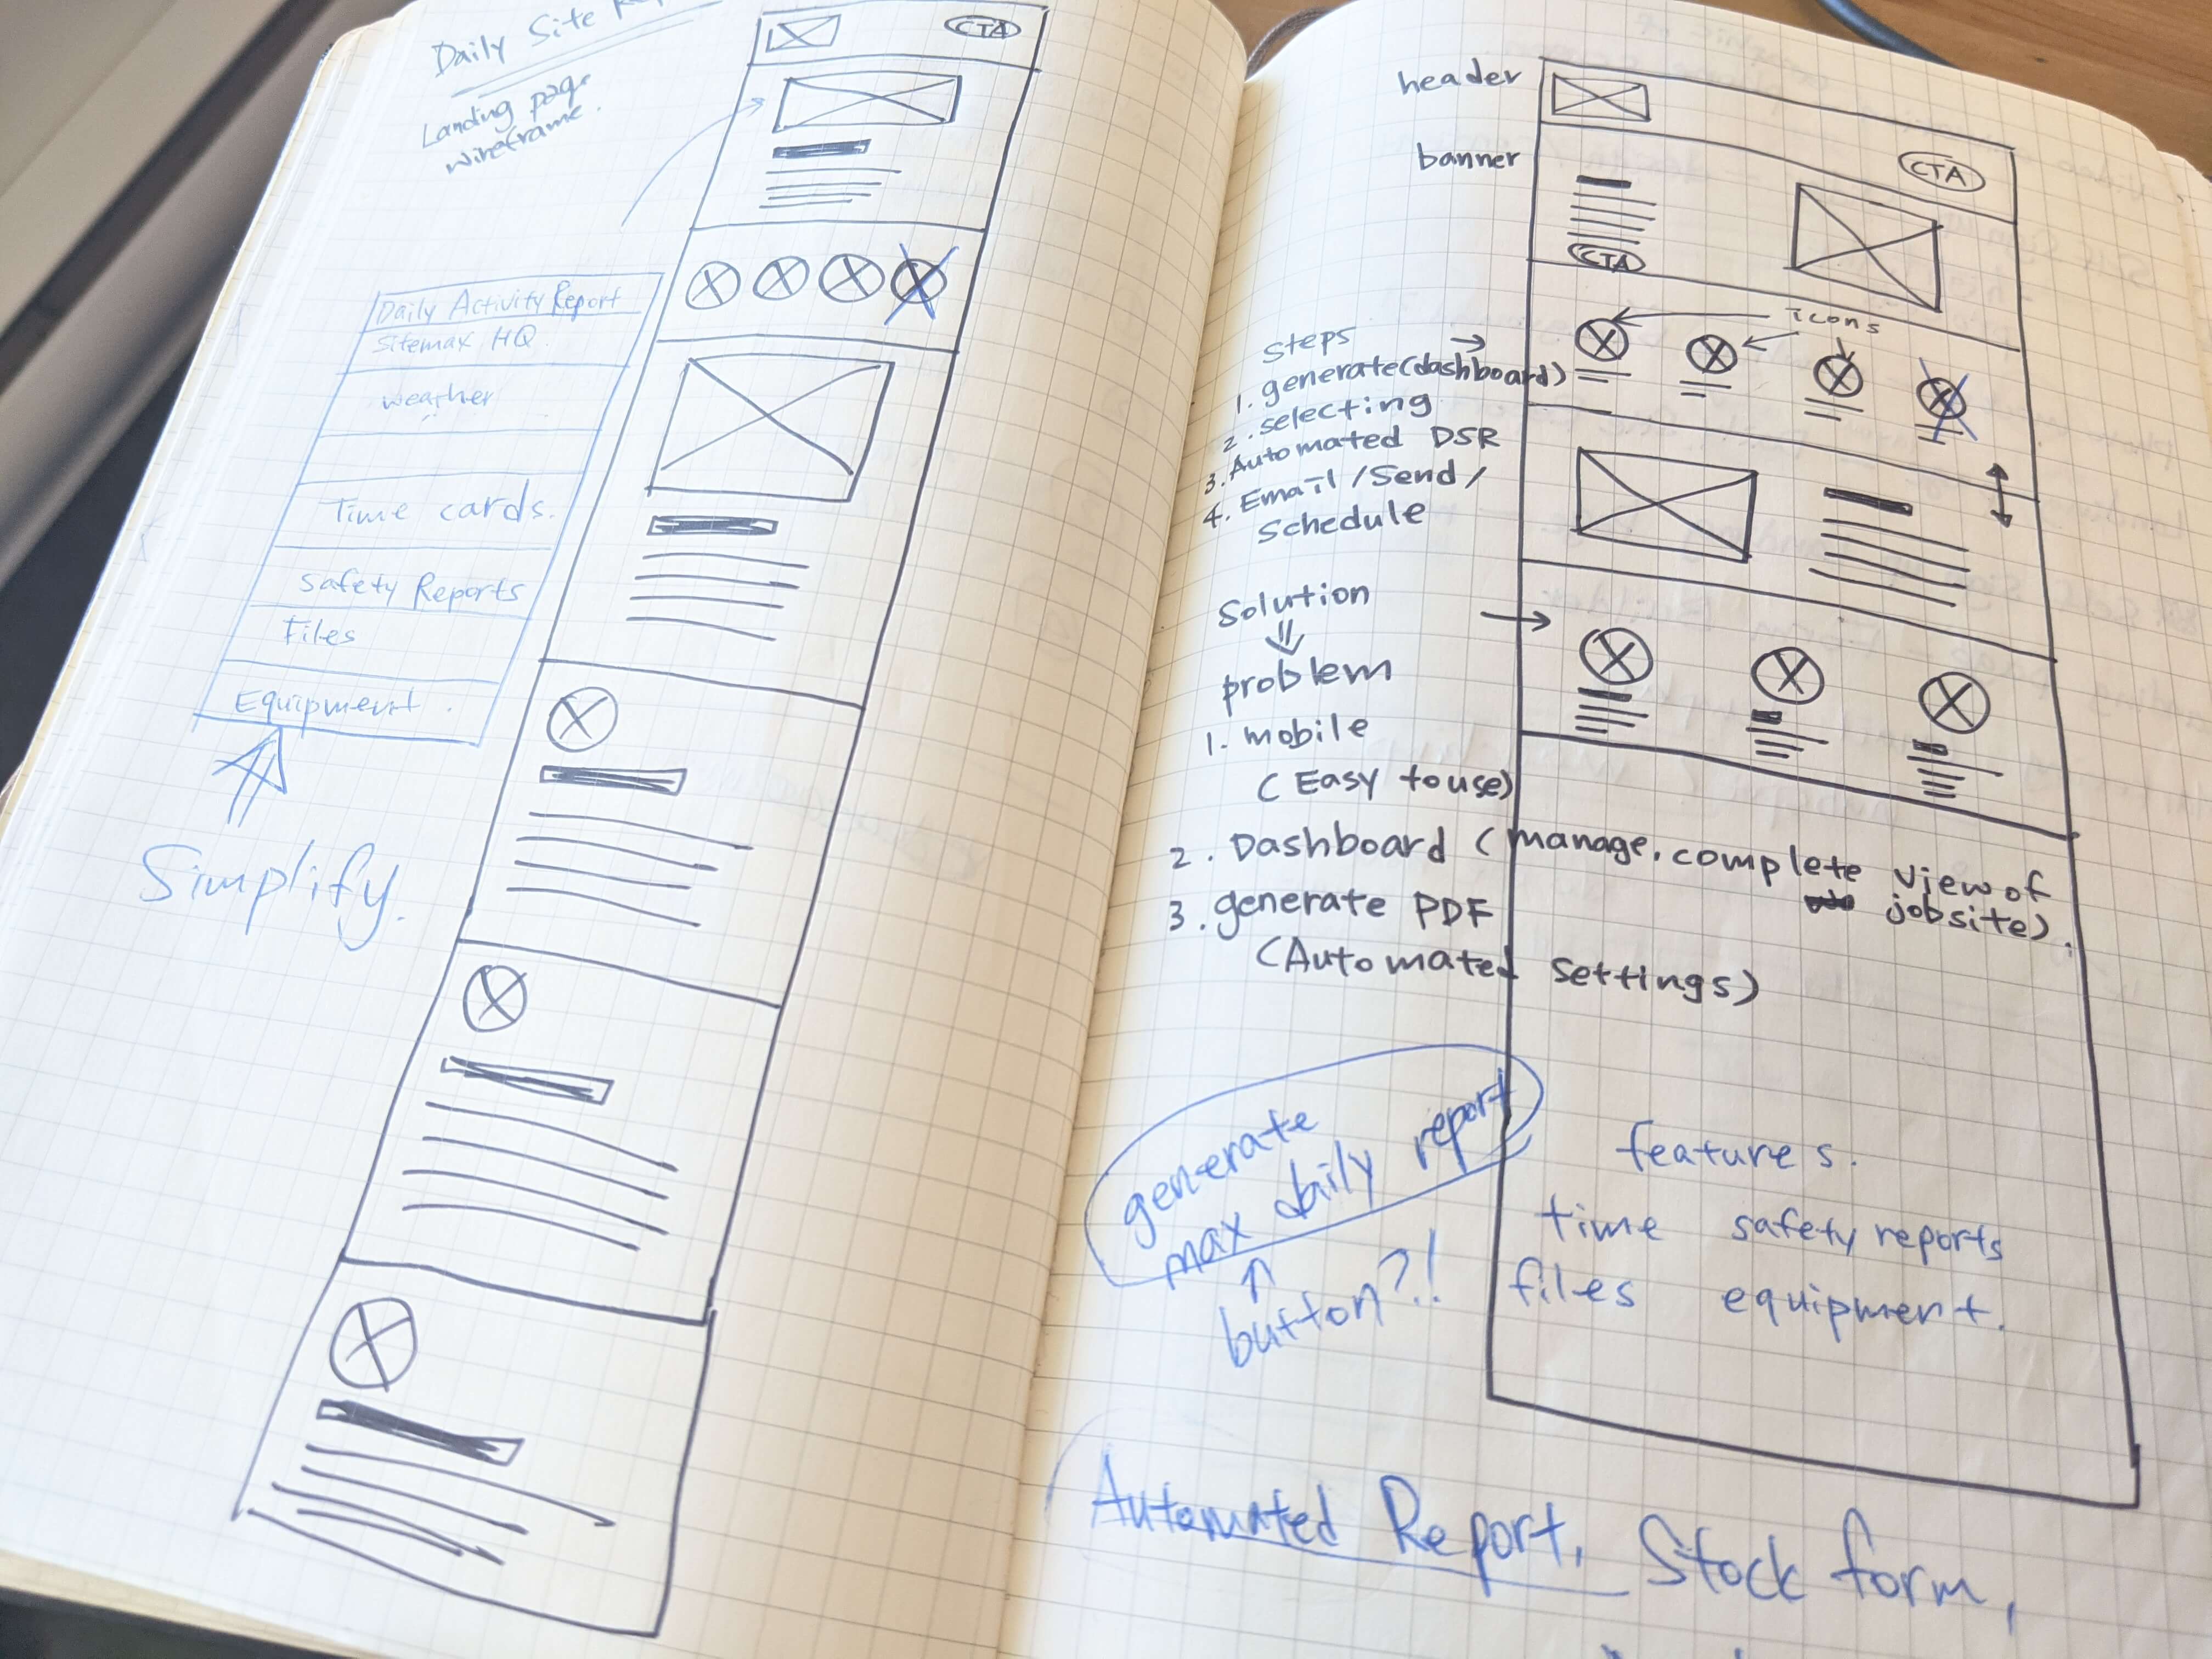 Daily Site
Landing page
wireframe.
CTA
Daily Activity Report
sitemax HQ
weather
Time cards.
Safety Reports
Files
Equipment.
Simplify.
header
banner
CTA
CTA
icons
Steps
1. generate(dashboard)
2. selecting
3. Automated DSR
4. Email/Send/
Schedule
Solution
problem
1. mobile
(Easy to use)
2. Dashboard (manage, complete view of
jobsite).
3. generate PDF
(Automated Settings)
generate
max daily report
button?!
features.
time safety reports
files equipment.
Automated Report, Stock form,